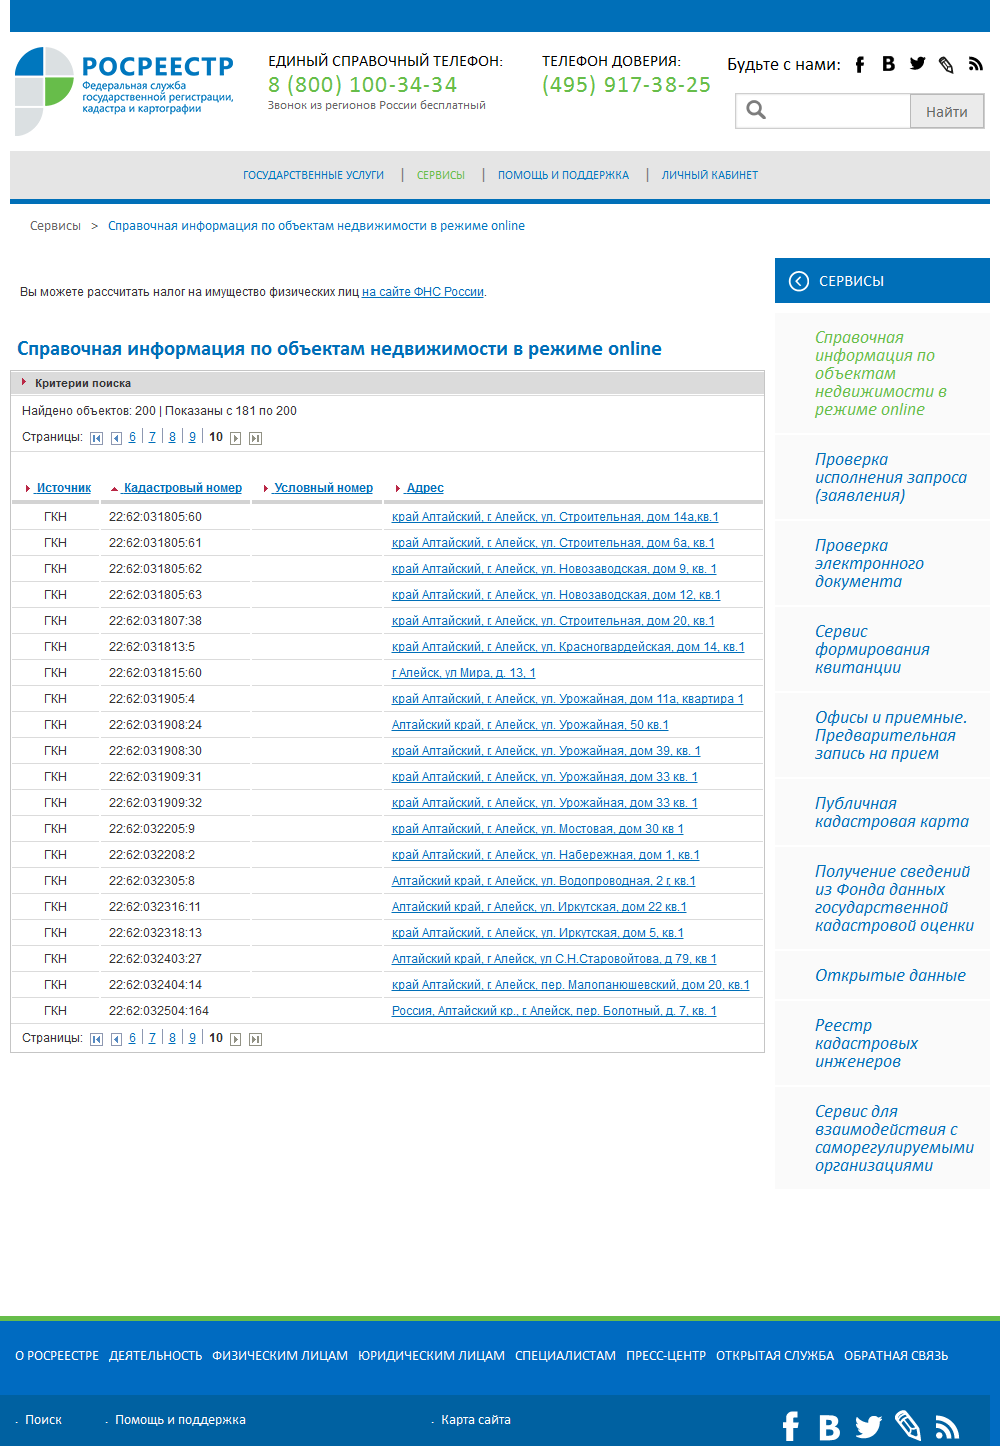 РОСРЕЕСТР
Федеральная служба
государственной регистрации,
кадастра и картографии
ЕДИНЫЙ СПРАВОЧНЫЙ ТЕЛЕФОН:
8 (800) 100-34-34
Звонок из регионов России бесплатный
ТЕЛЕФОН ДОВЕРИЯ:
(495) 917-38-25
Будьте с нами:
Найти
ГОСУДАРСТВЕННЫЕ УСЛУГИ | СЕРВИСЫ | ПОМОЩЬ И ПОДДЕРЖКА | ЛИЧНЫЙ КАБИНЕТ
Сервисы > Справочная информация по объектам недвижимости в режиме online
Вы можете рассчитать налог на имущество физических лиц на сайте ФНС России.
Справочная информация по объектам недвижимости в режиме online
Критерии поиска
Найдено объектов: 200 | Показаны с 181 по 200
Страницы: 6 | 7 | 8 | 9 | 10
Источник Кадастровый номер Условный номер Адрес
ГКН 22:62:031805:60 край Алтайский, г. Алейск, ул. Строительная, дом 14а,кв.1
ГКН 22:62:031805:61 край Алтайский, г. Алейск, ул. Строительная, дом 6а, кв.1
ГКН 22:62:031805:62 край Алтайский, г. Алейск, ул. Новозаводская, дом 9, кв. 1
ГКН 22:62:031805:63 край Алтайский, г. Алейск, ул. Новозаводская, дом 12, кв.1
ГКН 22:62:031807:38 край Алтайский, г. Алейск, ул. Строительная, дом 20, кв.1
ГКН 22:62:031813:5 край Алтайский, г. Алейск, ул. Красногвардейская, дом 14, кв.1
ГКН 22:62:031815:60 г Алейск, ул Мира, д. 13, 1
ГКН 22:62:031905:4 край Алтайский, г. Алейск, ул. Урожайная, дом 11а, квартира 1
ГКН 22:62:031908:24 Алтайский край, г. Алейск, ул. Урожайная, 50 кв.1
ГКН 22:62:031908:30 край Алтайский, г. Алейск, ул. Урожайная, дом 39, кв. 1
ГКН 22:62:031909:31 край Алтайский, г. Алейск, ул. Урожайная, дом 33 кв. 1
ГКН 22:62:031909:32 край Алтайский, г. Алейск, ул. Урожайная, дом 33 кв. 1
ГКН 22:62:032205:9 край Алтайский, г. Алейск, ул. Мостовая, дом 30 кв 1
ГКН 22:62:032208:2 край Алтайский, г. Алейск, ул. Набережная, дом 1, кв.1
ГКН 22:62:032305:8 Алтайский край, г. Алейск, ул. Водопроводная, 2 г, кв.1
ГКН 22:62:032316:11 Алтайский край, г Алейск, ул. Иркутская, дом 22 кв.1
ГКН 22:62:032318:13 край Алтайский, г. Алейск, ул. Иркутская, дом 5, кв.1
ГКН 22:62:032403:27 Алтайский край, г Алейск, ул С.Н.Старовойтова, д 79, кв 1
ГКН 22:62:032404:14 край Алтайский, г. Алейск, пер. Малопанюшевский, дом 20, кв.1
ГКН 22:62:032504:164 Россия, Алтайский кр., г. Алейск, пер. Болотный, д. 7, кв. 1
Страницы: 6 | 7 | 8 | 9 | 10
СЕРВИСЫ
Справочная
информация по
объектам
недвижимости в
режиме online
Проверка
исполнения запроса
(заявления)
Проверка
электронного
документа
Сервис
формирования
квитанции
Офисы и приемные.
Предварительная
запись на прием
Публичная
кадастровая карта
Получение сведений
из Фонда данных
государственной
кадастровой оценки
Открытые данные
Реестр
кадастровых
инженеров
Сервис для
взаимодействия с
саморегулируемыми
организациями
О РОСРЕЕСТРЕ ДЕЯТЕЛЬНОСТЬ ФИЗИЧЕСКИМ ЛИЦАМ ЮРИДИЧЕСКИМ ЛИЦАМ СПЕЦИАЛИСТАМ ПРЕСС-ЦЕНТР ОТКРЫТАЯ СЛУЖБА ОБРАТНАЯ СВЯЗЬ
- Поиск - Помощь и поддержка - Карта сайта